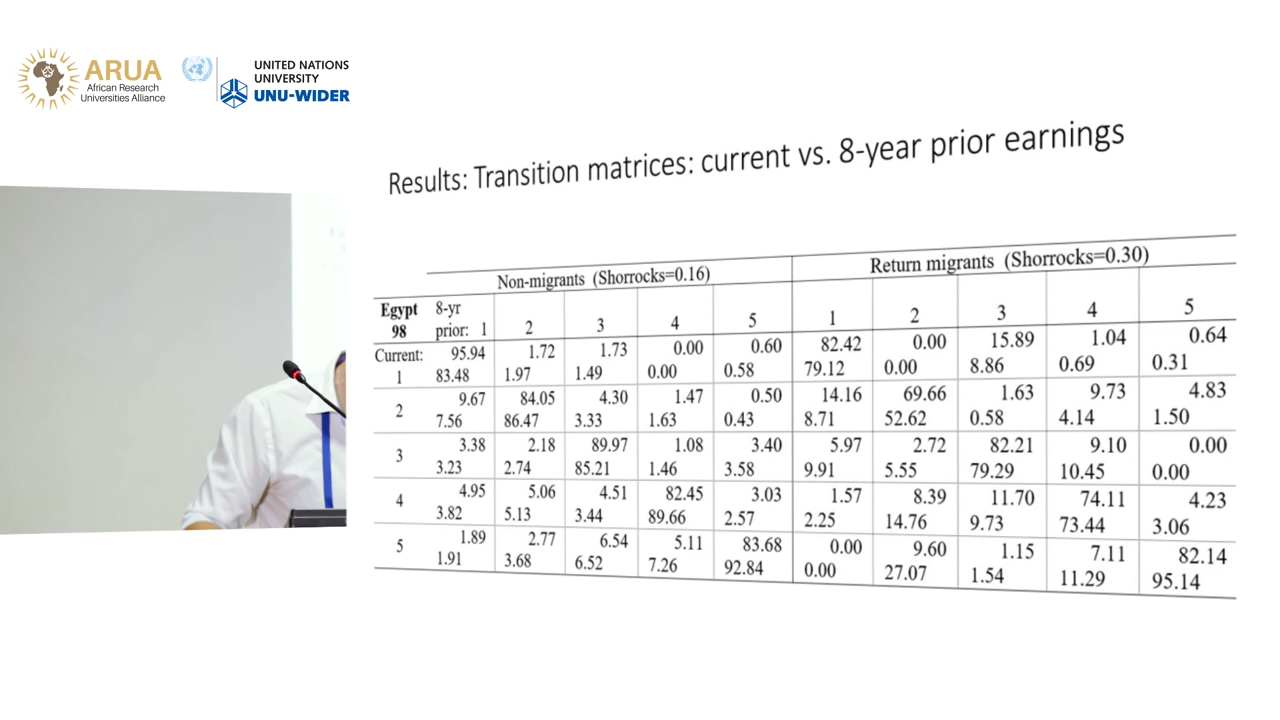 ARUA
African Research
Universities Alliance
UNITED NATIONS
UNIVERSITY
UNU-WIDER
Results: Transition matrices: current vs. 8-year prior earnings
Non-migrants (Shorrocks=0.16) Return migrants (Shorrocks=0.30)
Egypt 98 8-yr prior: 1 2 3 4 5 1 2 3 4 5
Current: 95.94 1.72 1.73 0.00 0.60 82.42 0.00 15.89 1.04 0.64
1 83.48 1.97 1.49 0.00 0.58 79.12 0.00 8.86 0.69 0.31
2 9.67 84.05 4.30 1.47 0.50 14.16 69.66 1.63 9.73 4.83
7.56 86.47 3.33 1.63 0.43 8.71 52.62 0.58 4.14 1.50
3 3.38 2.18 89.97 1.08 3.40 5.97 2.72 82.21 9.10 0.00
3.23 2.74 85.21 1.46 3.58 9.91 5.55 79.29 10.45 0.00
4 4.95 5.06 4.51 82.45 3.03 1.57 8.39 11.70 74.11 4.23
3.82 5.13 3.44 89.66 2.57 2.25 14.76 9.73 73.44 3.06
5 1.89 2.77 6.54 5.11 83.68 0.00 9.60 1.15 7.11 82.14
1.91 3.68 6.52 7.26 92.84 0.00 27.07 1.54 11.29 95.14